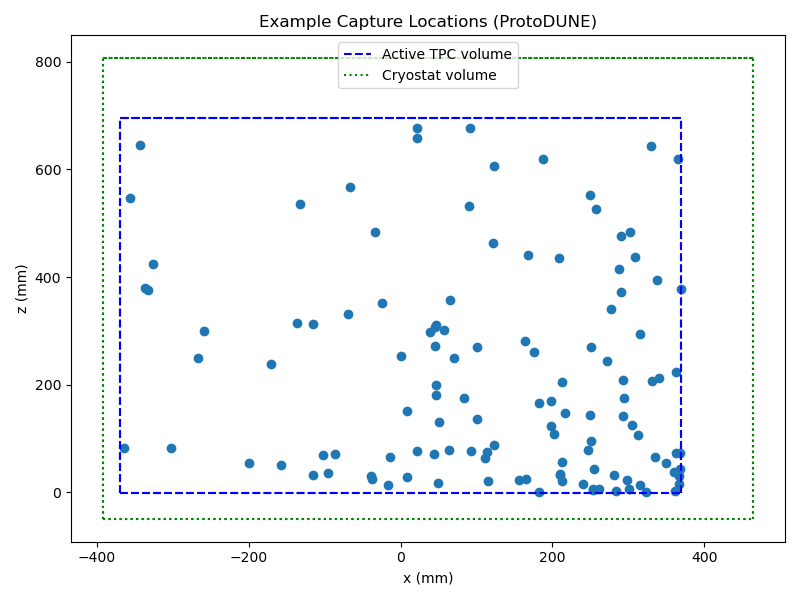 Example Capture Locations (ProtoDUNE)
Active TPC volume
Cryostat volume
800
600
400
200
0
z (mm)
−400
−200
0
200
400
x (mm)